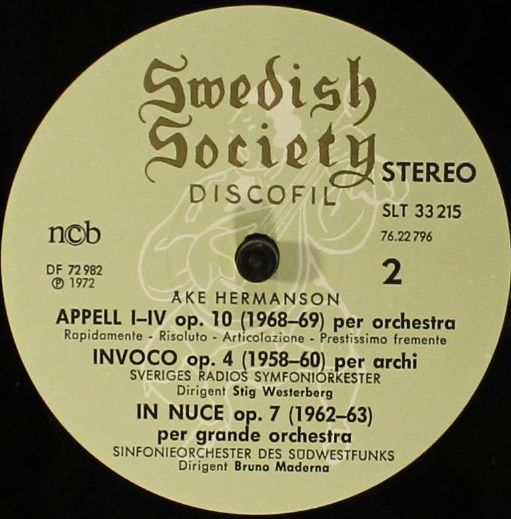 Swedish
Society
DISCOFIL
STEREO
SLT 33 215
76.22 796
2
ncb
DF 72 982
Ⓟ 1972
ÅKE HERMANSON
APPELL I–IV op. 10 (1968–69) per orchestra
Rapidamente - Risoluto - Articolazione - Prestissimo fremente
INVOCO op. 4 (1958–60) per archi
SVERIGES RADIOS SYMFONIORKESTER
Dirigent Stig Westerberg
IN NUCE op. 7 (1962–63)
per grande orchestra
SINFONIEORCHESTER DES SÜDWESTFUNKS
Dirigent Bruno Maderna